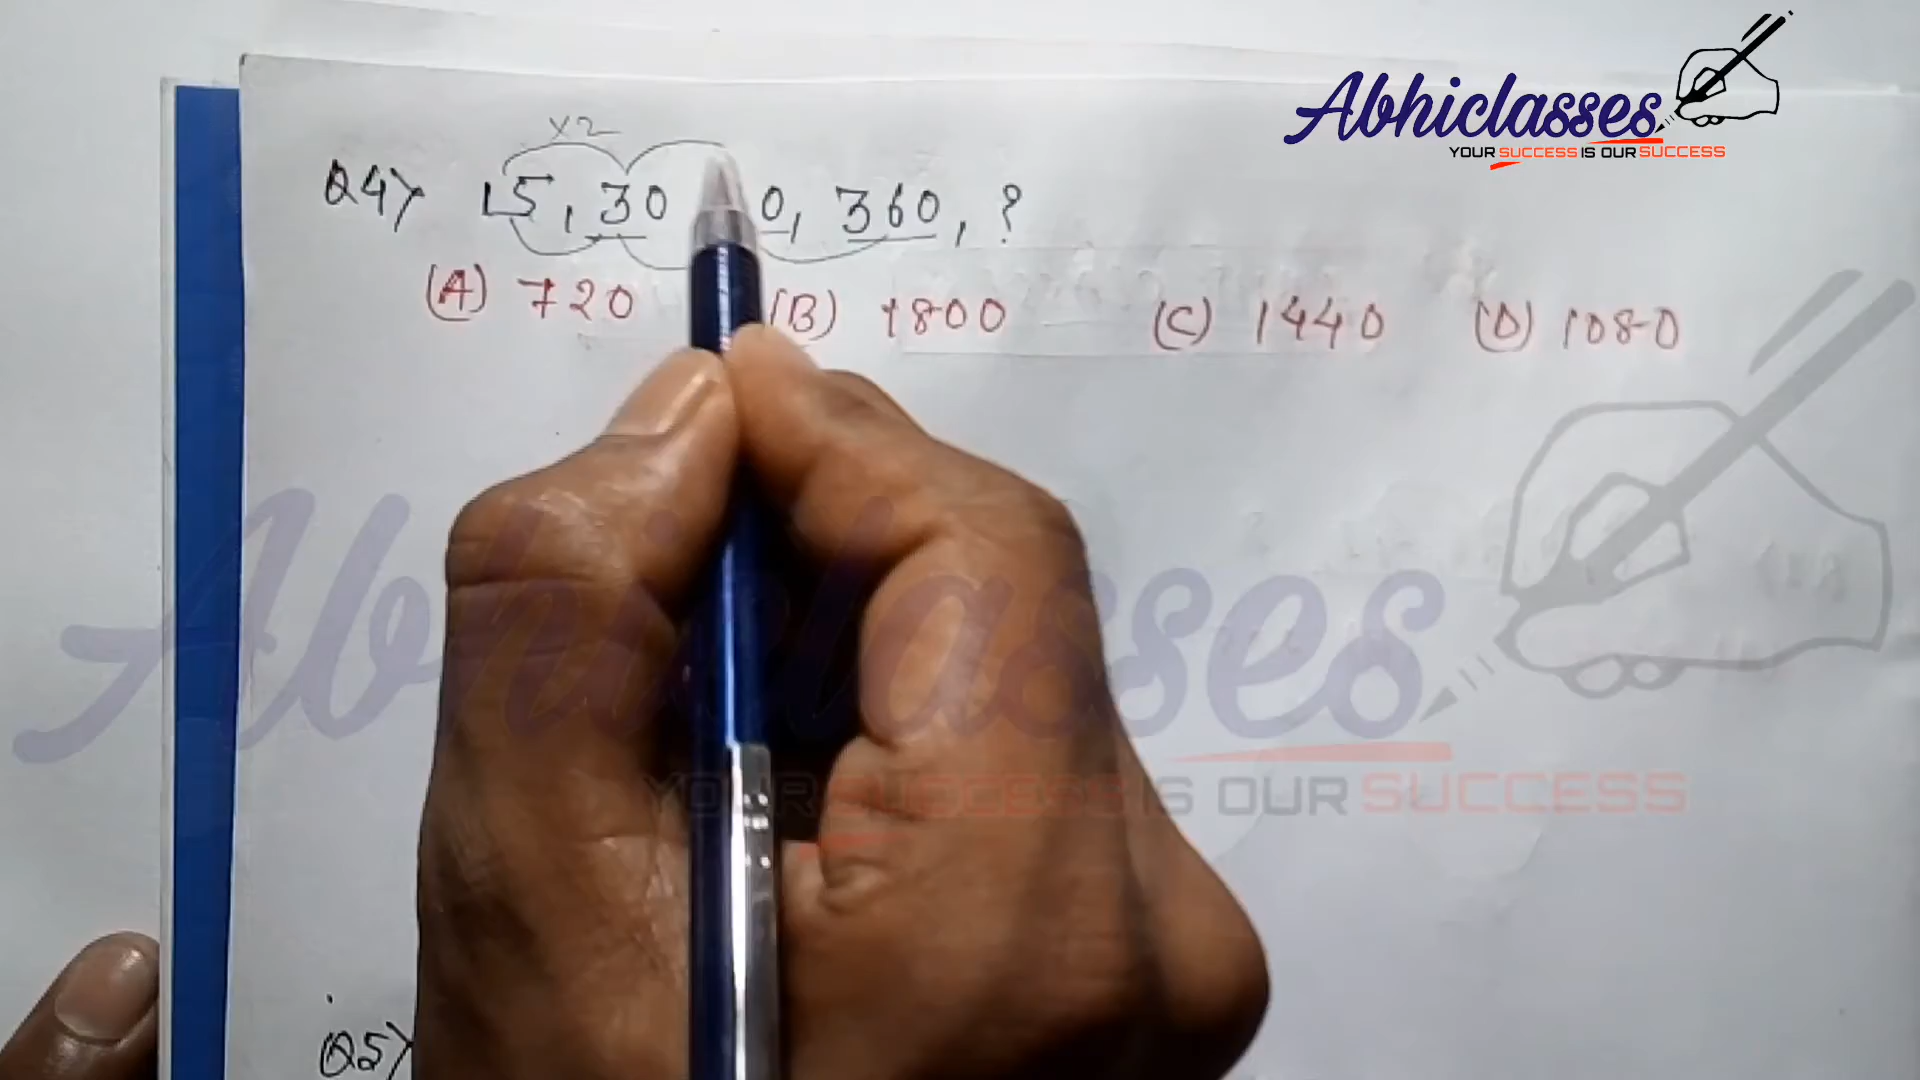 Abhiclasses
YOUR SUCCESS IS OUR SUCCESS
×2
Q4) 15, 30 0, 360, ?
(A) 720 (B) 1800 (C) 1440 (D) 1080
Abhiclasses
YOUR SUCCESS IS OUR SUCCESS
Q5)